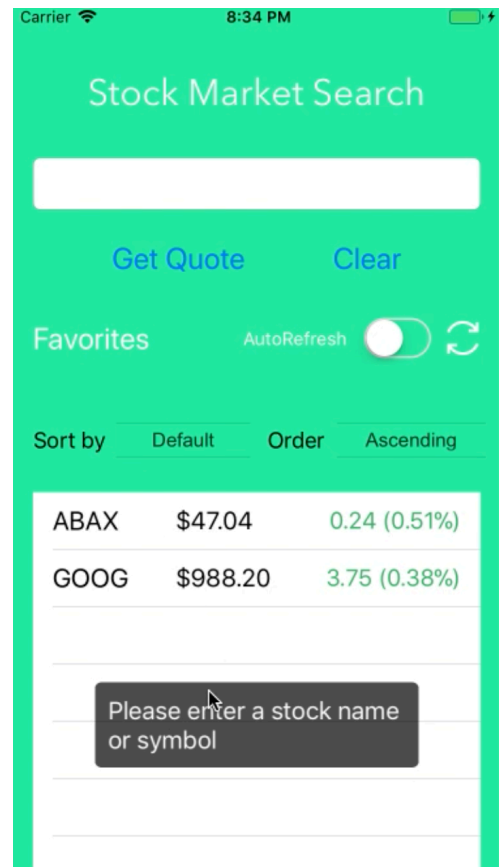 Carrier 8:34 PM
Stock Market Search
Get Quote Clear
Favorites AutoRefresh
Sort by Default Order Ascending
ABAX $47.04 0.24 (0.51%)
GOOG $988.20 3.75 (0.38%)
Please enter a stock name
or symbol